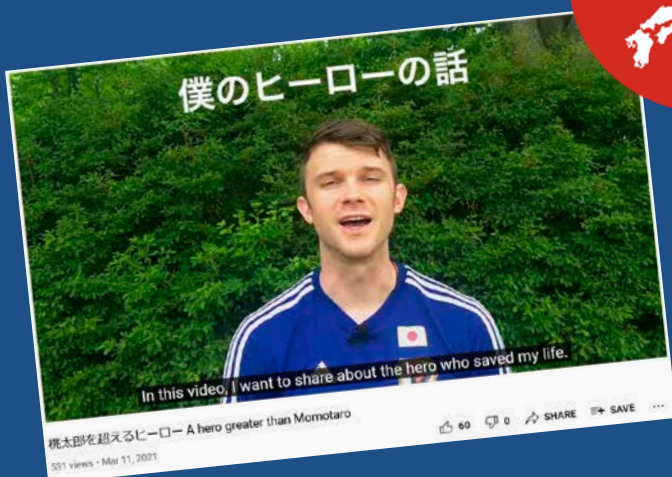 僕のヒーローの話
In this video, I want to share about the hero who saved my life.
桃太郎を超えるヒーロー A hero greater than Momotaro
531 views • Mar 11, 2021
60 0 SHARE SAVE ...